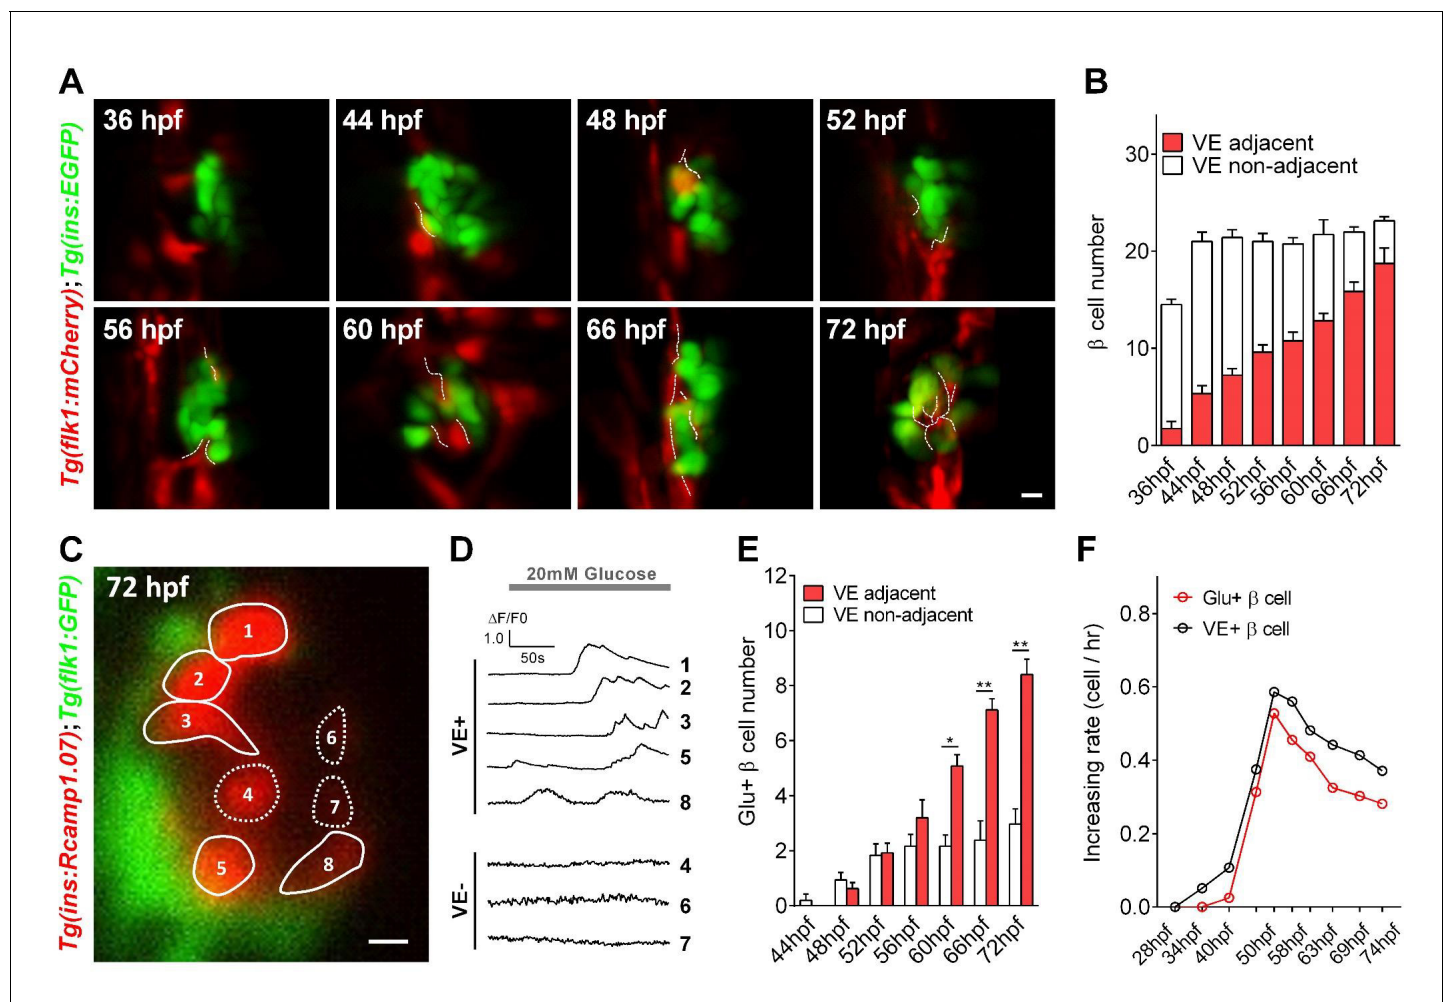 A
Tg(flk1:mCherry);Tg(ins:EGFP)
36 hpf
44 hpf
48 hpf
52 hpf
56 hpf
60 hpf
66 hpf
72 hpf
B
VE adjacent
VE non-adjacent
β cell number
30
20
10
0
36hpf
44hpf
48hpf
52hpf
56hpf
60hpf
66hpf
72hpf
C
Tg(ins:Rcamp1.07);Tg(flk1:GFP)
72 hpf
1
2
3
4
5
6
7
8
D
20mM Glucose
ΔF/F0
1.0
50s
VE+
1
2
3
5
8
VE-
4
6
7
E
VE adjacent
VE non-adjacent
Glu+ β cell number
12
10
8
6
4
2
0
*
**
**
44hpf
48hpf
52hpf
56hpf
60hpf
66hpf
72hpf
F
Glu+ β cell
VE+ β cell
Increasing rate (cell / hr)
0.8
0.6
0.4
0.2
0.0
28hpf
34hpf
40hpf
50hpf
58hpf
63hpf
69hpf
74hpf